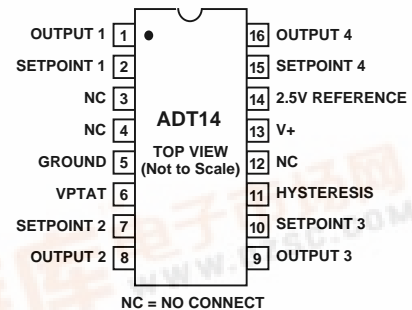 OUTPUT 1 1 16 OUTPUT 4
SETPOINT 1 2 15 SETPOINT 4
NC 3 14 2.5V REFERENCE
NC 4 ADT14 13 V+
GROUND 5 TOP VIEW 12 NC
(Not to Scale)
VPTAT 6 11 HYSTERESIS
SETPOINT 2 7 10 SETPOINT 3
OUTPUT 2 8 9 OUTPUT 3
NC = NO CONNECT